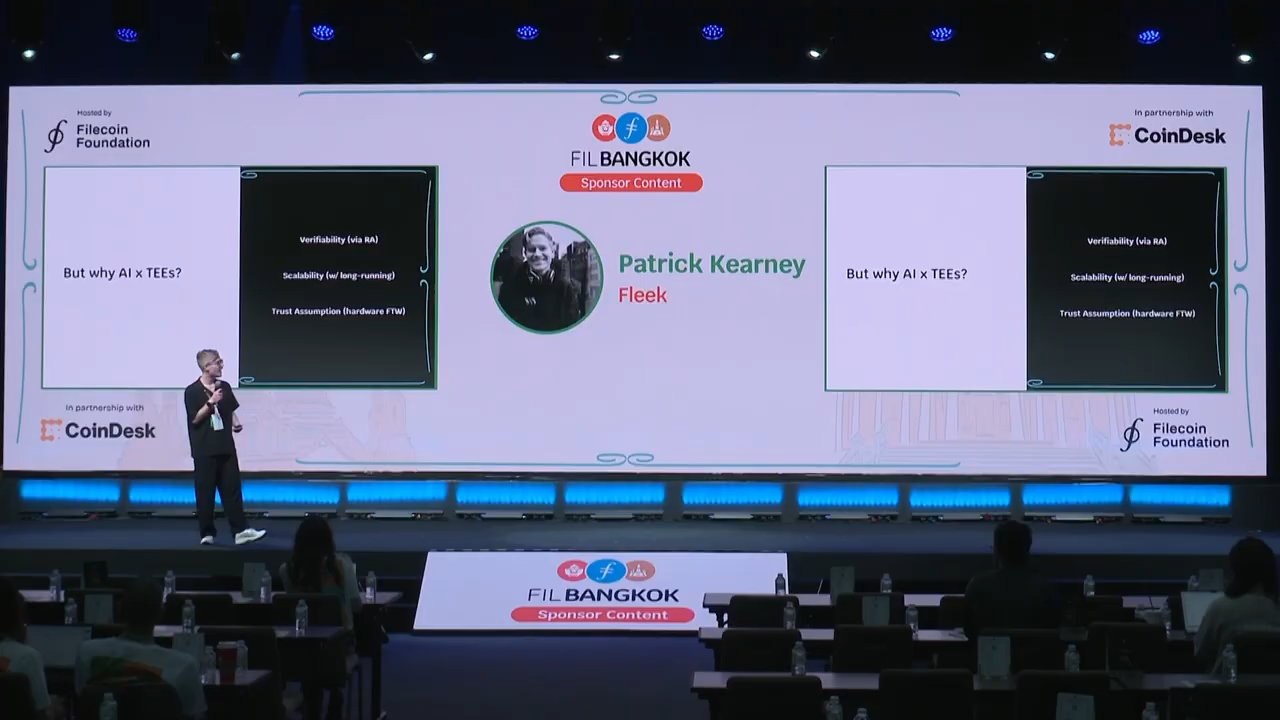 Hosted by
Filecoin
Foundation
But why AI x TEEs?
Verifiability (via RA)
Scalability (w/ long-running)
Trust Assumption (hardware FTW)
In partnership with
CoinDesk
FIL BANGKOK
Sponsor Content
Patrick Kearney
Fleek
In partnership with
CoinDesk
But why AI x TEEs?
Verifiability (via RA)
Scalability (w/ long-running)
Trust Assumption (hardware FTW)
Hosted by
Filecoin
Foundation
FIL BANGKOK
Sponsor Content